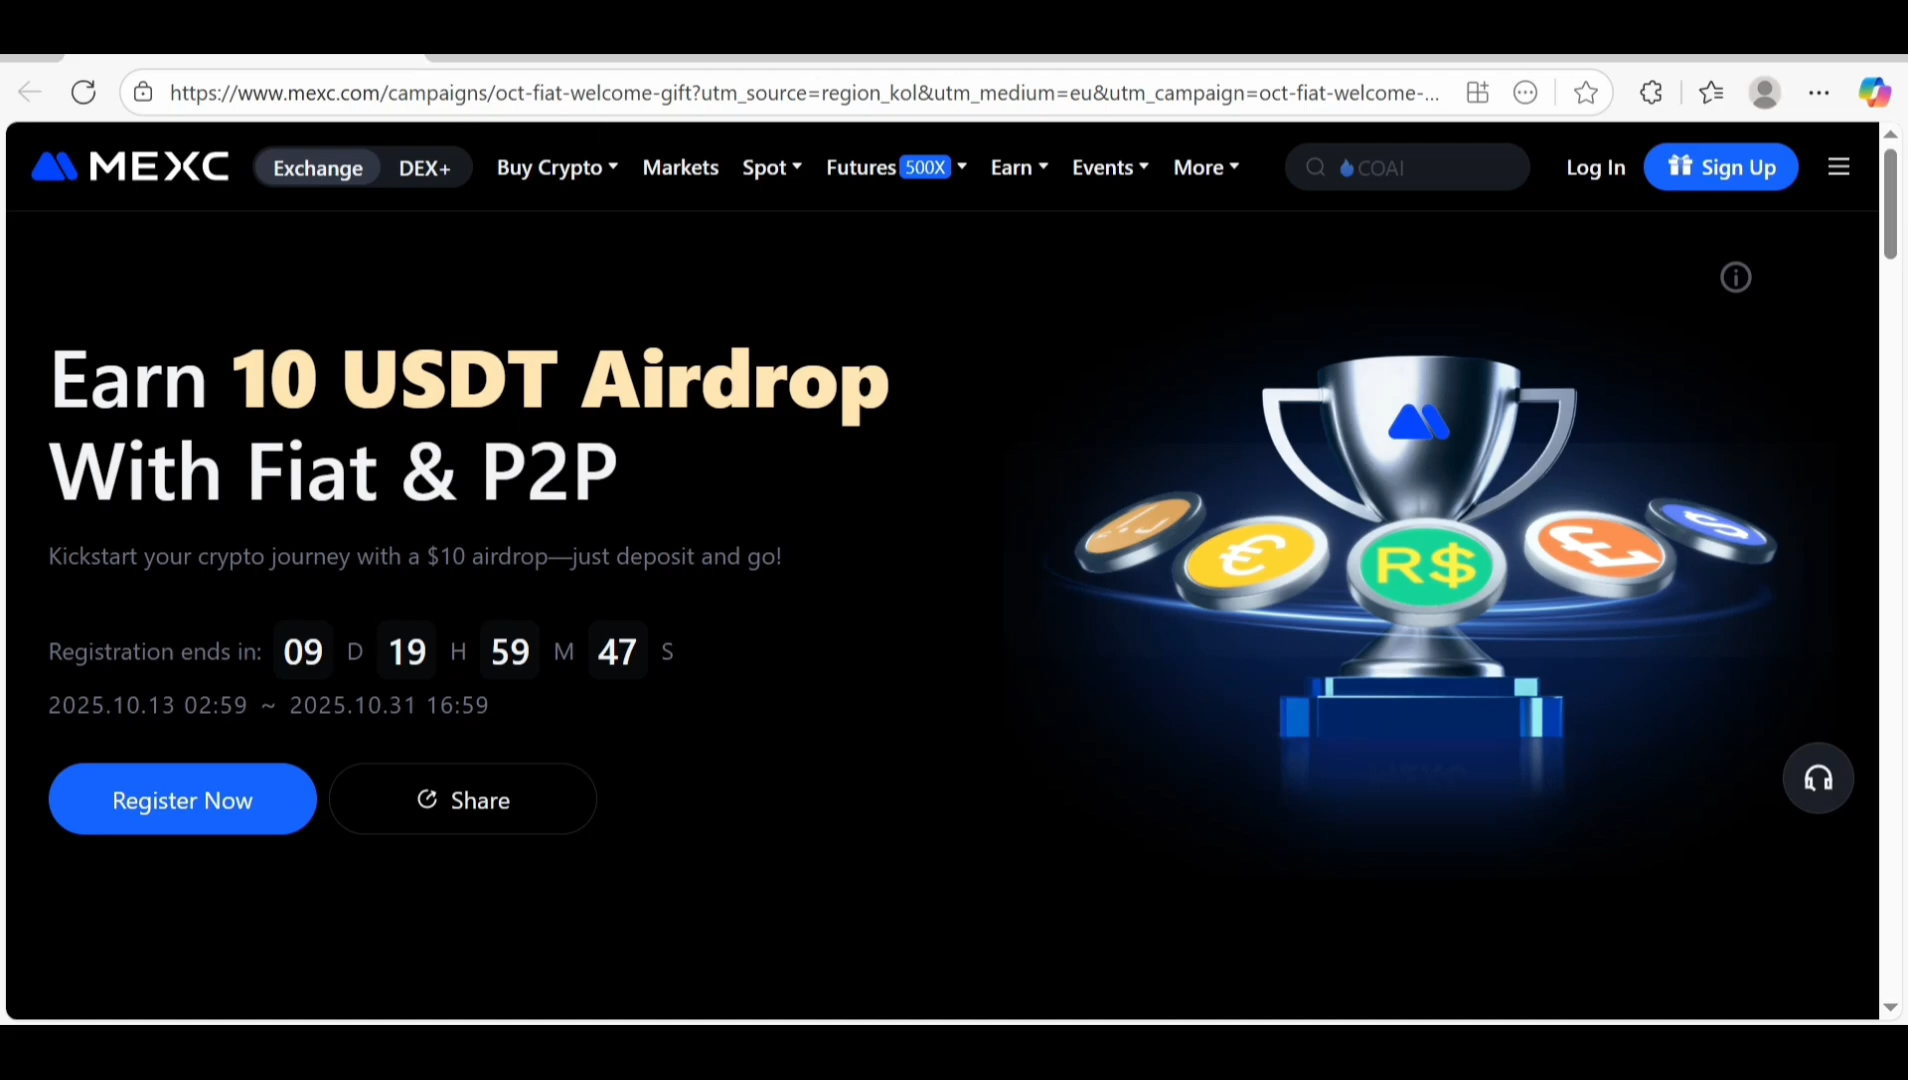 https://www.mexc.com/campaigns/oct-fiat-welcome-gift?utm_source=region_kol&utm_medium=eu&utm_campaign=oct-fiat-welcome-...
MEXC Exchange DEX+ Buy Crypto Markets Spot Futures 500X Earn Events More COAI Log In Sign Up
Earn 10 USDT Airdrop
With Fiat & P2P
Kickstart your crypto journey with a $10 airdrop—just deposit and go!
Registration ends in: 09 D 19 H 59 M 47 S
2025.10.13 02:59 ~ 2025.10.31 16:59
Register Now Share
€ R$ £ $